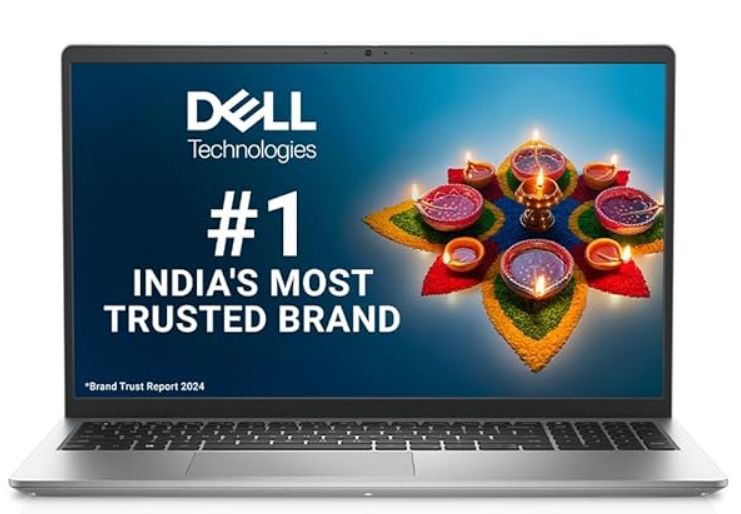 DELL
Technologies
#1
INDIA'S MOST
TRUSTED BRAND
*Brand Trust Report 2024